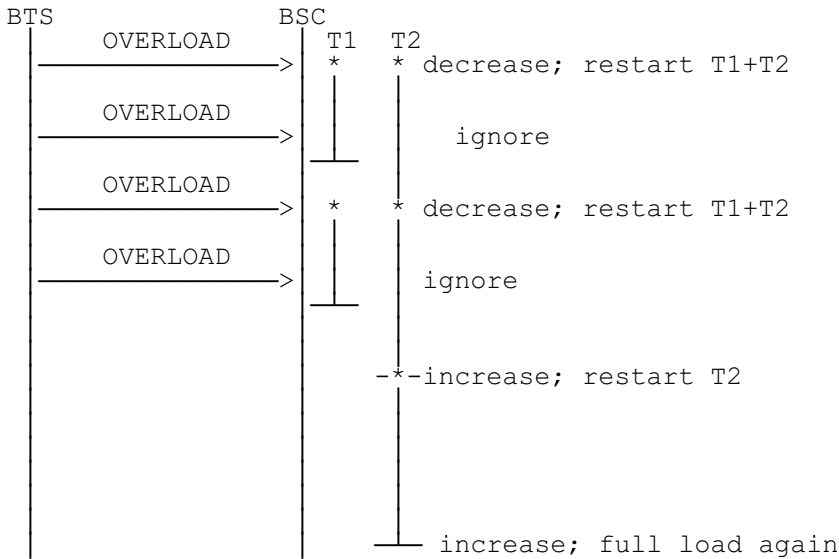 BTS BSC
OVERLOAD T1 T2
> * * decrease; restart T1+T2
OVERLOAD
> ignore
OVERLOAD
> * * decrease; restart T1+T2
OVERLOAD
> ignore
-*-increase; restart T2
increase; full load again